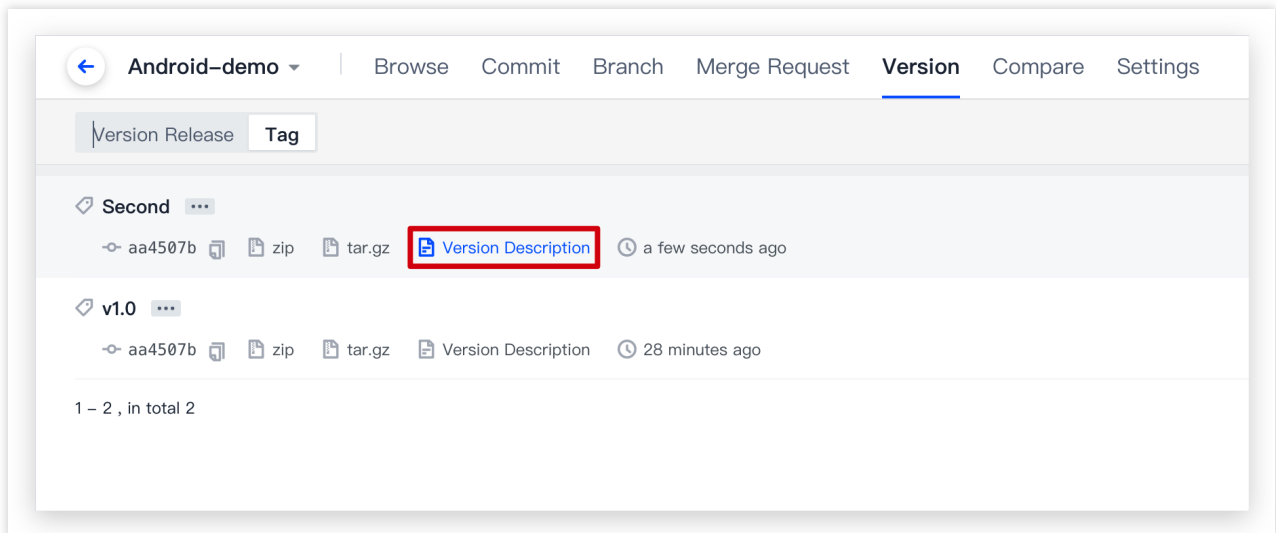 Android-demo Browse Commit Branch Merge Request Version Compare Settings
Version Release Tag
Second ...
aa4507b zip tar.gz Version Description a few seconds ago
v1.0 ...
aa4507b zip tar.gz Version Description 28 minutes ago
1 – 2 , in total 2